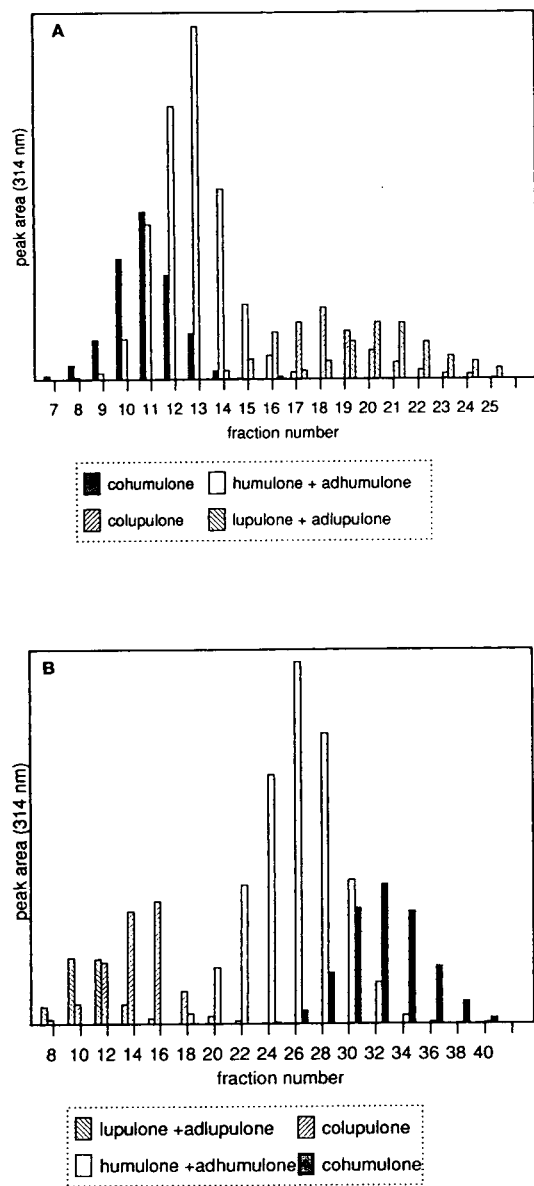 A
peak area (314 nm)
7 8 9 10 11 12 13 14 15 16 17 18 19 20 21 22 23 24 25
fraction number
cohumulone humulone + adhumulone
colupulone lupulone + adlupulone
B
peak area (314 nm)
8 10 12 14 16 18 20 22 24 26 28 30 32 34 36 38 40
fraction number
lupulone +adlupulone colupulone
humulone +adhumulone cohumulone